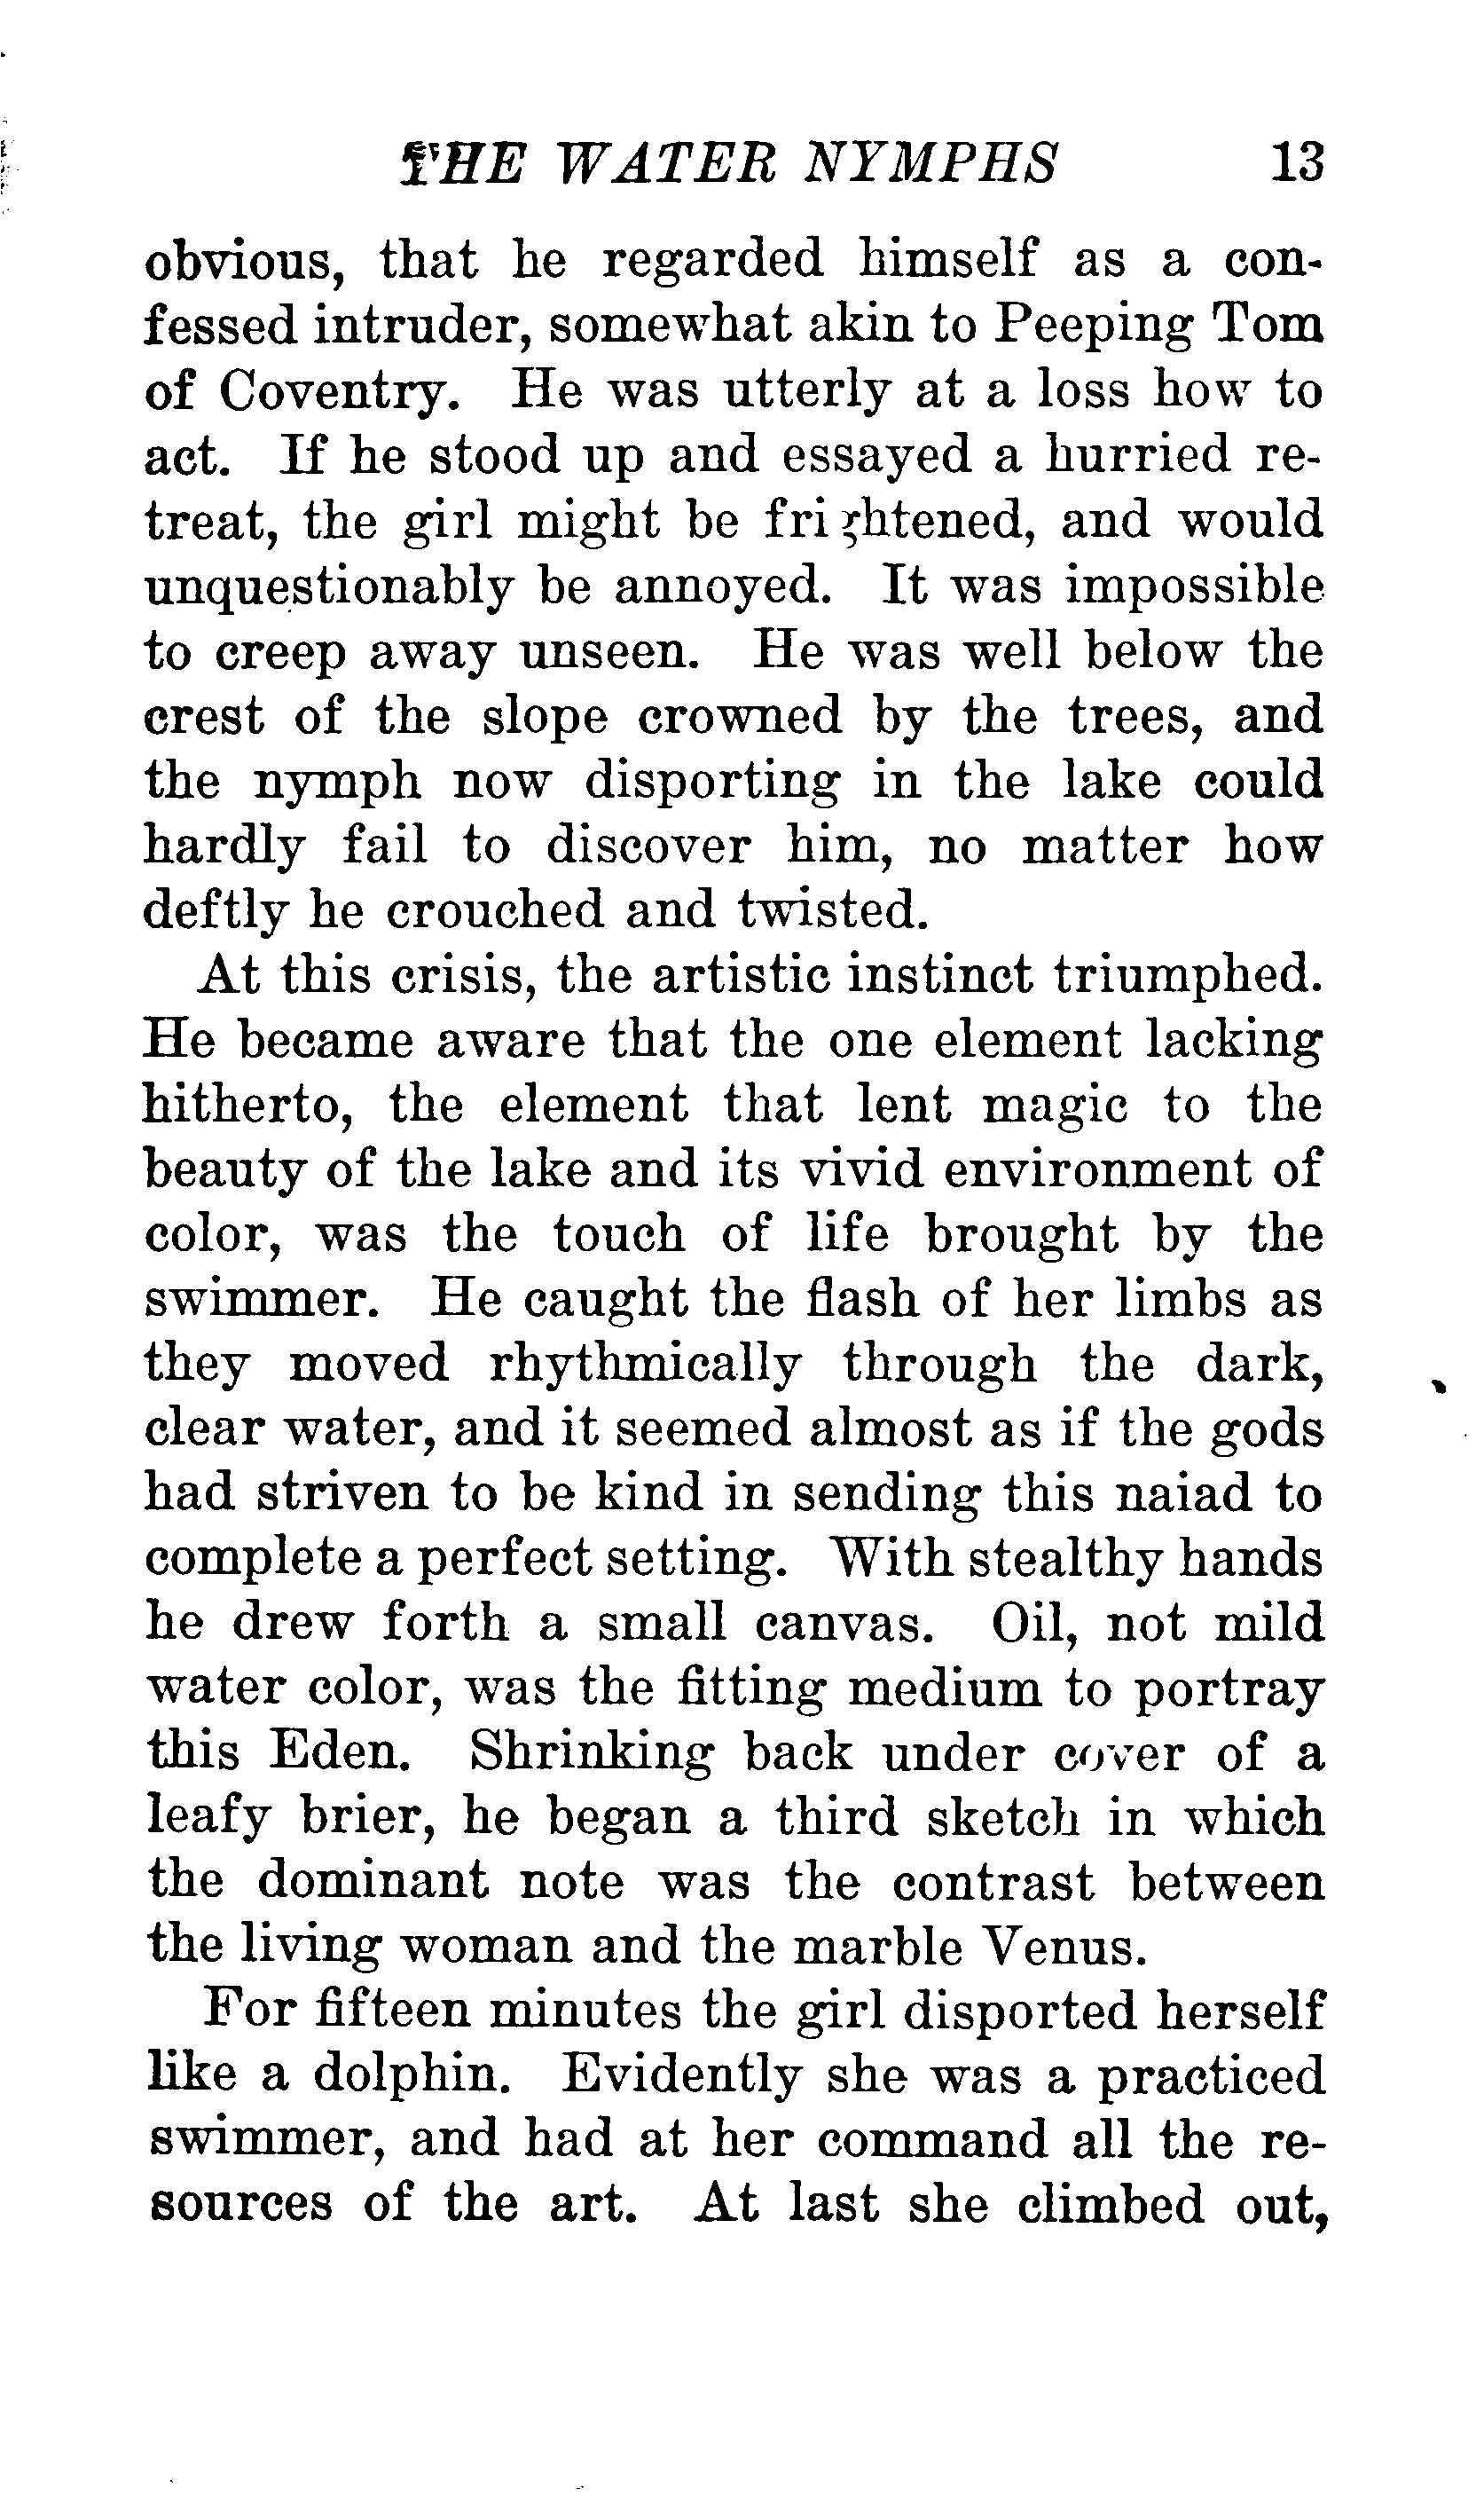 THE WATER NYMPHS 13
obvious, that he regarded himself as a con-
fessed intruder, somewhat akin to Peeping Tom
of Coventry. He was utterly at a loss how to
act. If he stood up and essayed a hurried re-
treat, the girl might be frightened, and would
unquestionably be annoyed. It was impossible
to creep away unseen. He was well below the
crest of the slope crowned by the trees, and
the nymph now disporting in the lake could
hardly fail to discover him, no matter how
deftly he crouched and twisted.
At this crisis, the artistic instinct triumphed.
He became aware that the one element lacking
hitherto, the element that lent magic to the
beauty of the lake and its vivid environment of
color, was the touch of life brought by the
swimmer. He caught the flash of her limbs as
they moved rhythmically through the dark,
clear water, and it seemed almost as if the gods
had striven to be kind in sending this naiad to
complete a perfect setting. With stealthy hands
he drew forth a small canvas. Oil, not mild
water color, was the fitting medium to portray
this Eden. Shrinking back under cover of a
leafy brier, he began a third sketch in which
the dominant note was the contrast between
the living woman and the marble Venus.
For fifteen minutes the girl disported herself
like a dolphin. Evidently she was a practiced
swimmer, and had at her command all the re-
sources of the art. At last she climbed out,